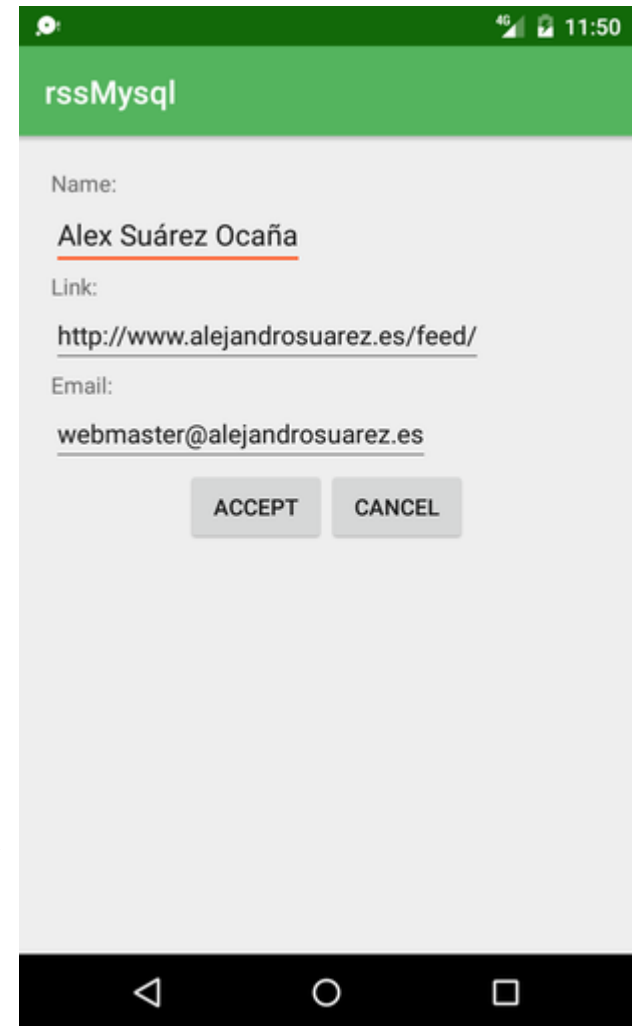 4G 11:50
rssMysql
Name:
Alex Suárez Ocaña
Link:
http://www.alejandrosuarez.es/feed/
Email:
webmaster@alejandrosuarez.es
ACCEPT CANCEL